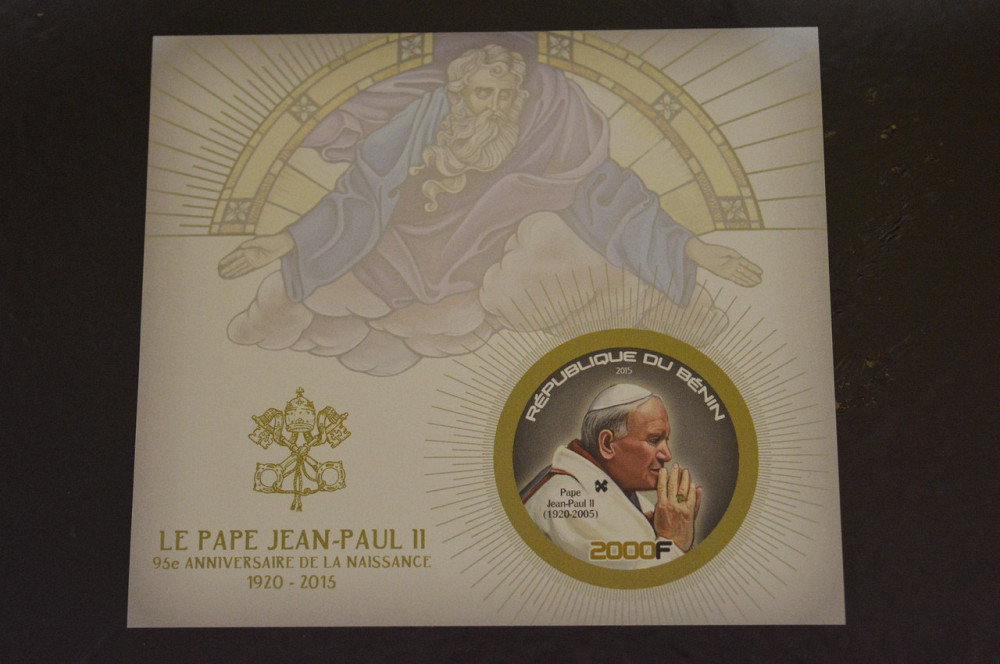 RÉPUBLIQUE DU BÉNIN
2015
Pape
Jean-Paul II
(1920-2005)
2000F
LE PAPE JEAN-PAUL II
95e ANNIVERSAIRE DE LA NAISSANCE
1920 - 2015